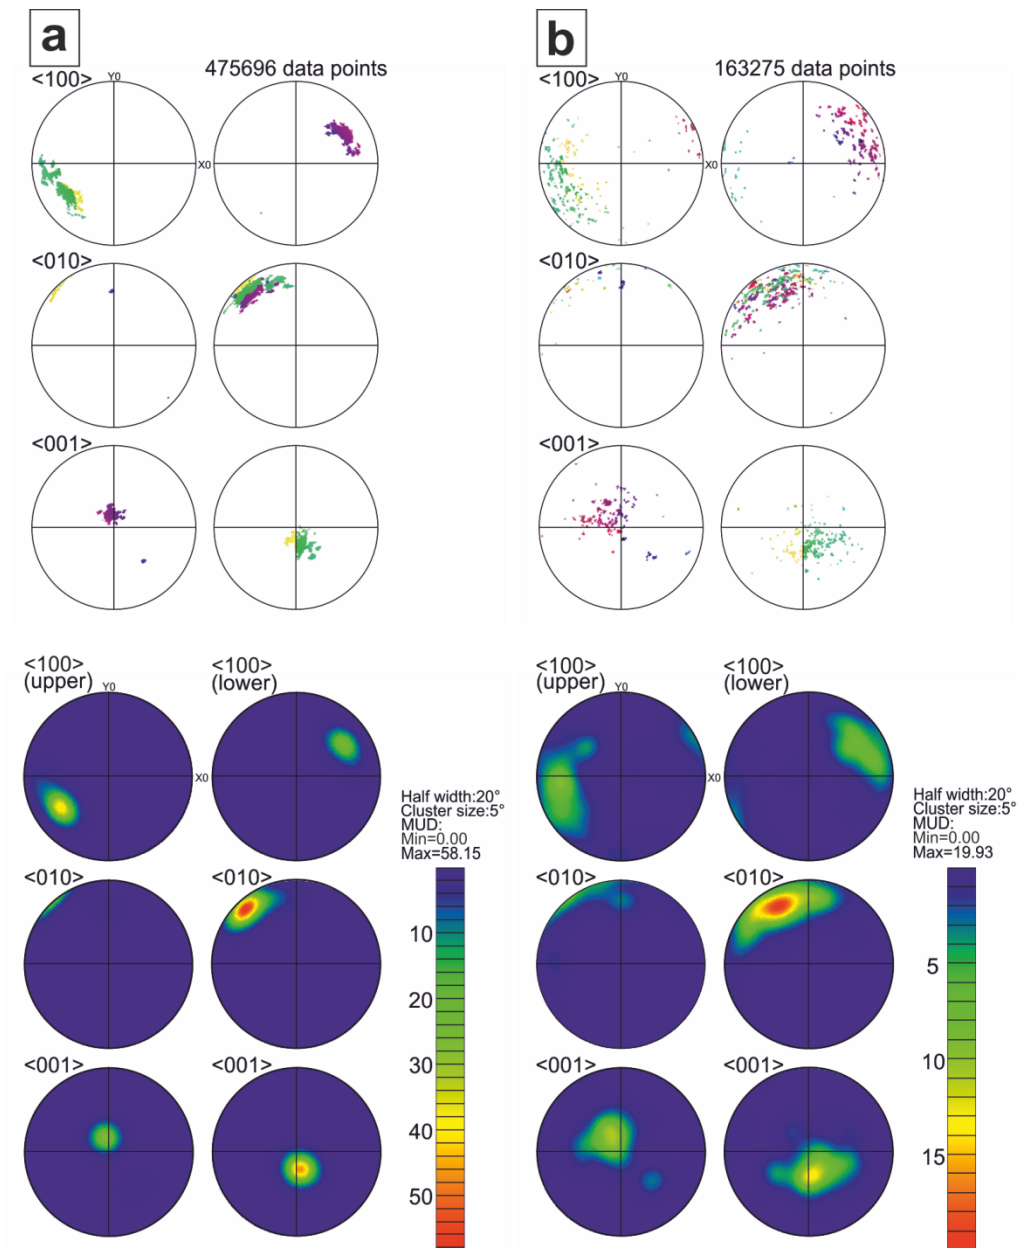 a
b
475696 data points
163275 data points
<100>
Y0
X0
<100>
Y0
X0
<010>
<010>
<001>
<001>
<100>
(upper)
Y0
X0
<100>
(lower)
<100>
(upper)
Y0
X0
<100>
(lower)
Half width:20°
Cluster size:5°
MUD:
Min=0.00
Max=58.15
Half width:20°
Cluster size:5°
MUD:
Min=0.00
Max=19.93
<010>
<010>
<010>
<010>
10
20
30
40
50
5
10
15
<001>
<001>
<001>
<001>